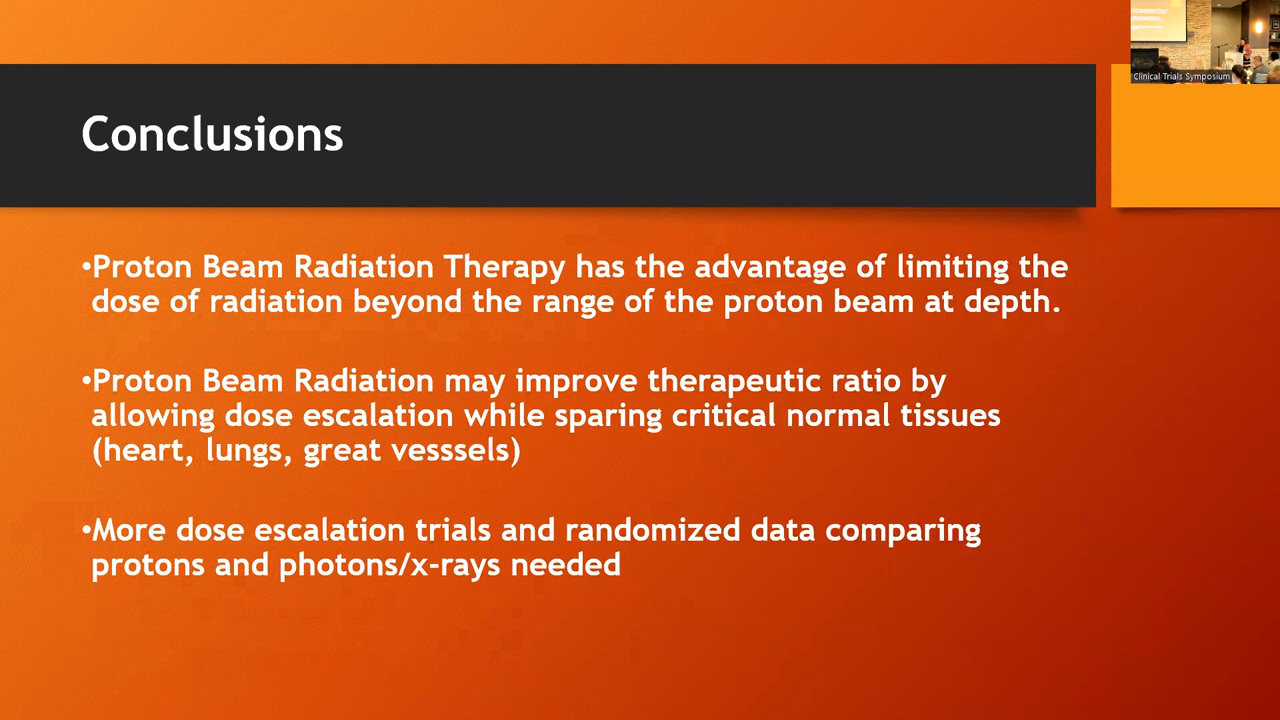 Clinical Trials Symposium
Conclusions
•Proton Beam Radiation Therapy has the advantage of limiting the
dose of radiation beyond the range of the proton beam at depth.
•Proton Beam Radiation may improve therapeutic ratio by
allowing dose escalation while sparing critical normal tissues
(heart, lungs, great vesssels)
•More dose escalation trials and randomized data comparing
protons and photons/x-rays needed